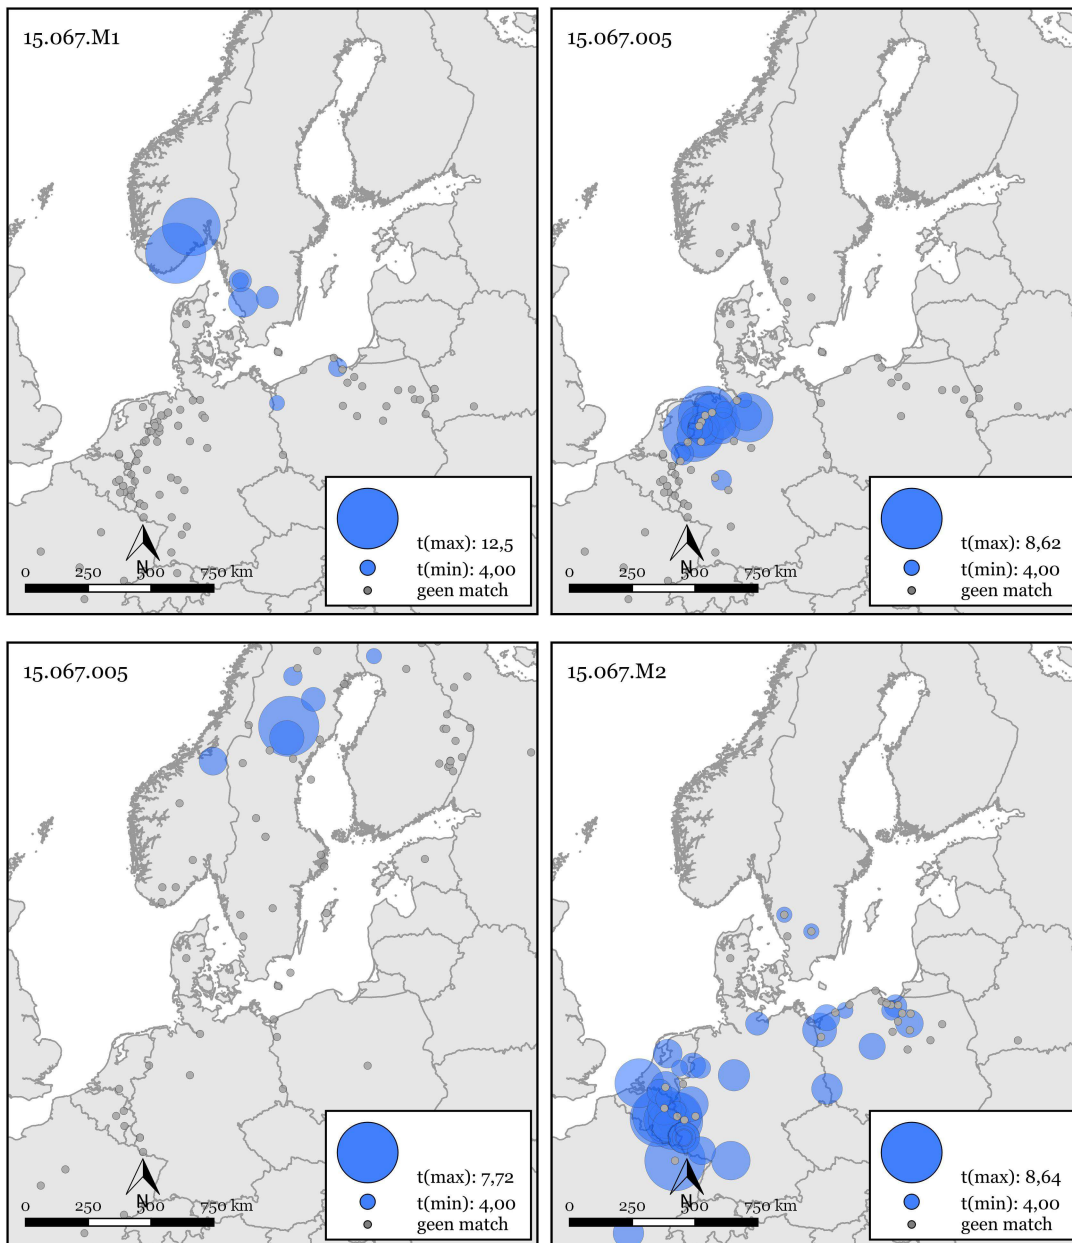 15.067.M1
t(max): 12,5
t(min): 4,00
geen match
N
0 250 500 750 km
15.067.005
t(max): 8,62
t(min): 4,00
geen match
N
0 250 500 750 km
15.067.005
t(max): 7,72
t(min): 4,00
geen match
N
0 250 500 750 km
15.067.M2
t(max): 8,64
t(min): 4,00
geen match
N
0 250 500 750 km